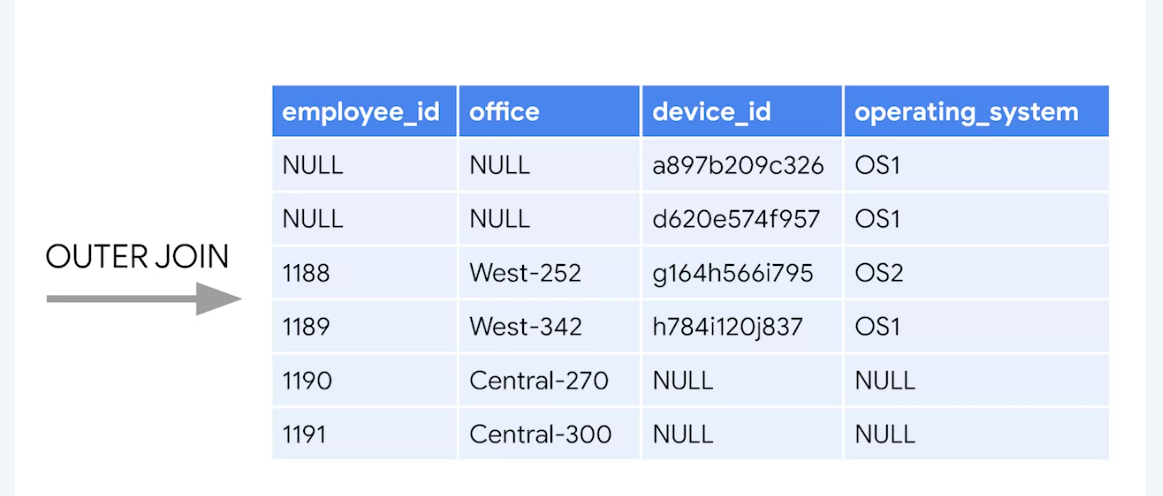 employee_id office device_id operating_system
NULL NULL a897b209c326 OS1
NULL NULL d620e574f957 OS1
OUTER JOIN
1188 West-252 g164h566i795 OS2
1189 West-342 h784i120j837 OS1
1190 Central-270 NULL NULL
1191 Central-300 NULL NULL